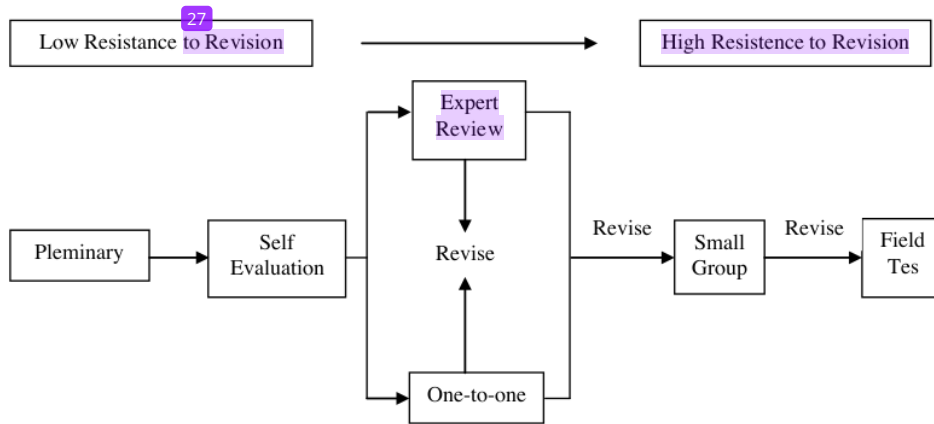 27
Low Resistance to Revision
High Resistence to Revision
Expert
Review
Pleminary
Self
Evaluation
Revise
Revise
Small
Group
Revise
Field
Tes
One-to-one